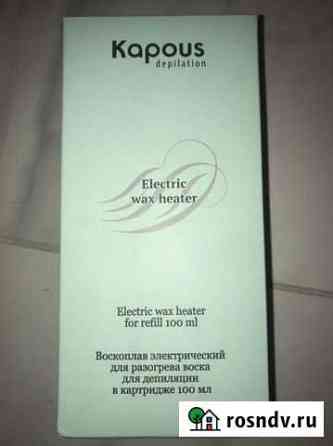 Kapous
depilation
Electric
wax heater
Electric wax heater
for refill 100 ml
Воскоплав электрический
для разогрева воска
для депиляции
в картридже 100 мл
rosndv.ru